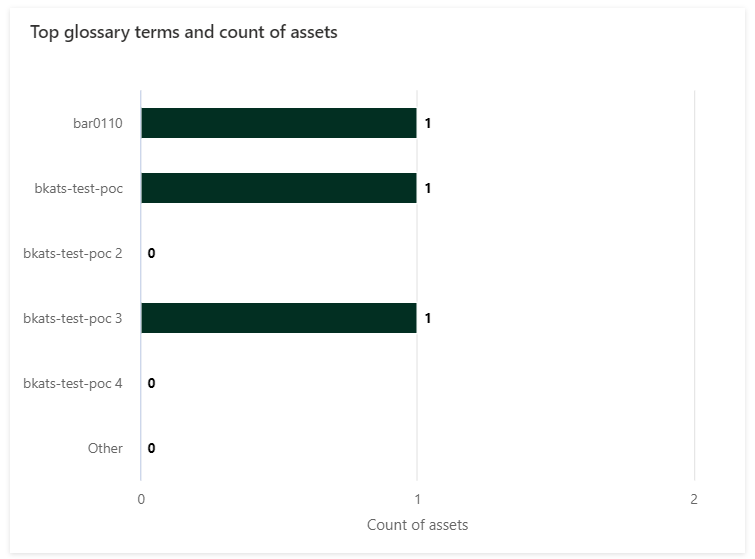 Top glossary terms and count of assets
bar0110
1
bkats-test-poc
1
bkats-test-poc 2
0
bkats-test-poc 3
1
bkats-test-poc 4
0
Other
0
0
1
2
Count of assets